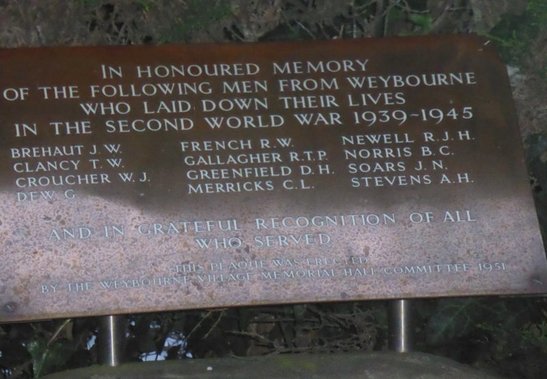 IN HONOURED MEMORY
OF THE FOLLOWING MEN FROM WEYBOURNE
WHO LAID DOWN THEIR LIVES
IN THE SECOND WORLD WAR 1939~1945
BREHAUT J.W.
CLANCY T.W.
CROUCHER W.J.
DEW G
FRENCH R.W.
GALLAGHER R.T.P.
GREENFIELD D.H.
MERRICKS C.L.
NEWELL R.J.H.
NORRIS B.C.
SOARS J.N.
STEVENS A.H.
AND IN GRATEFUL RECOGNITION OF ALL
WHO SERVED
THIS PLAQUE WAS ERECTED
BY THE WEYBOURNE VILLAGE MEMORIAL HALL COMMITTEE 1951